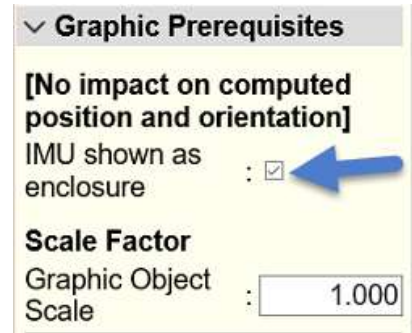 Graphic Prerequisites
[No impact on computed
position and orientation]
IMU shown as
enclosure :
Scale Factor
Graphic Object
Scale : 1.000